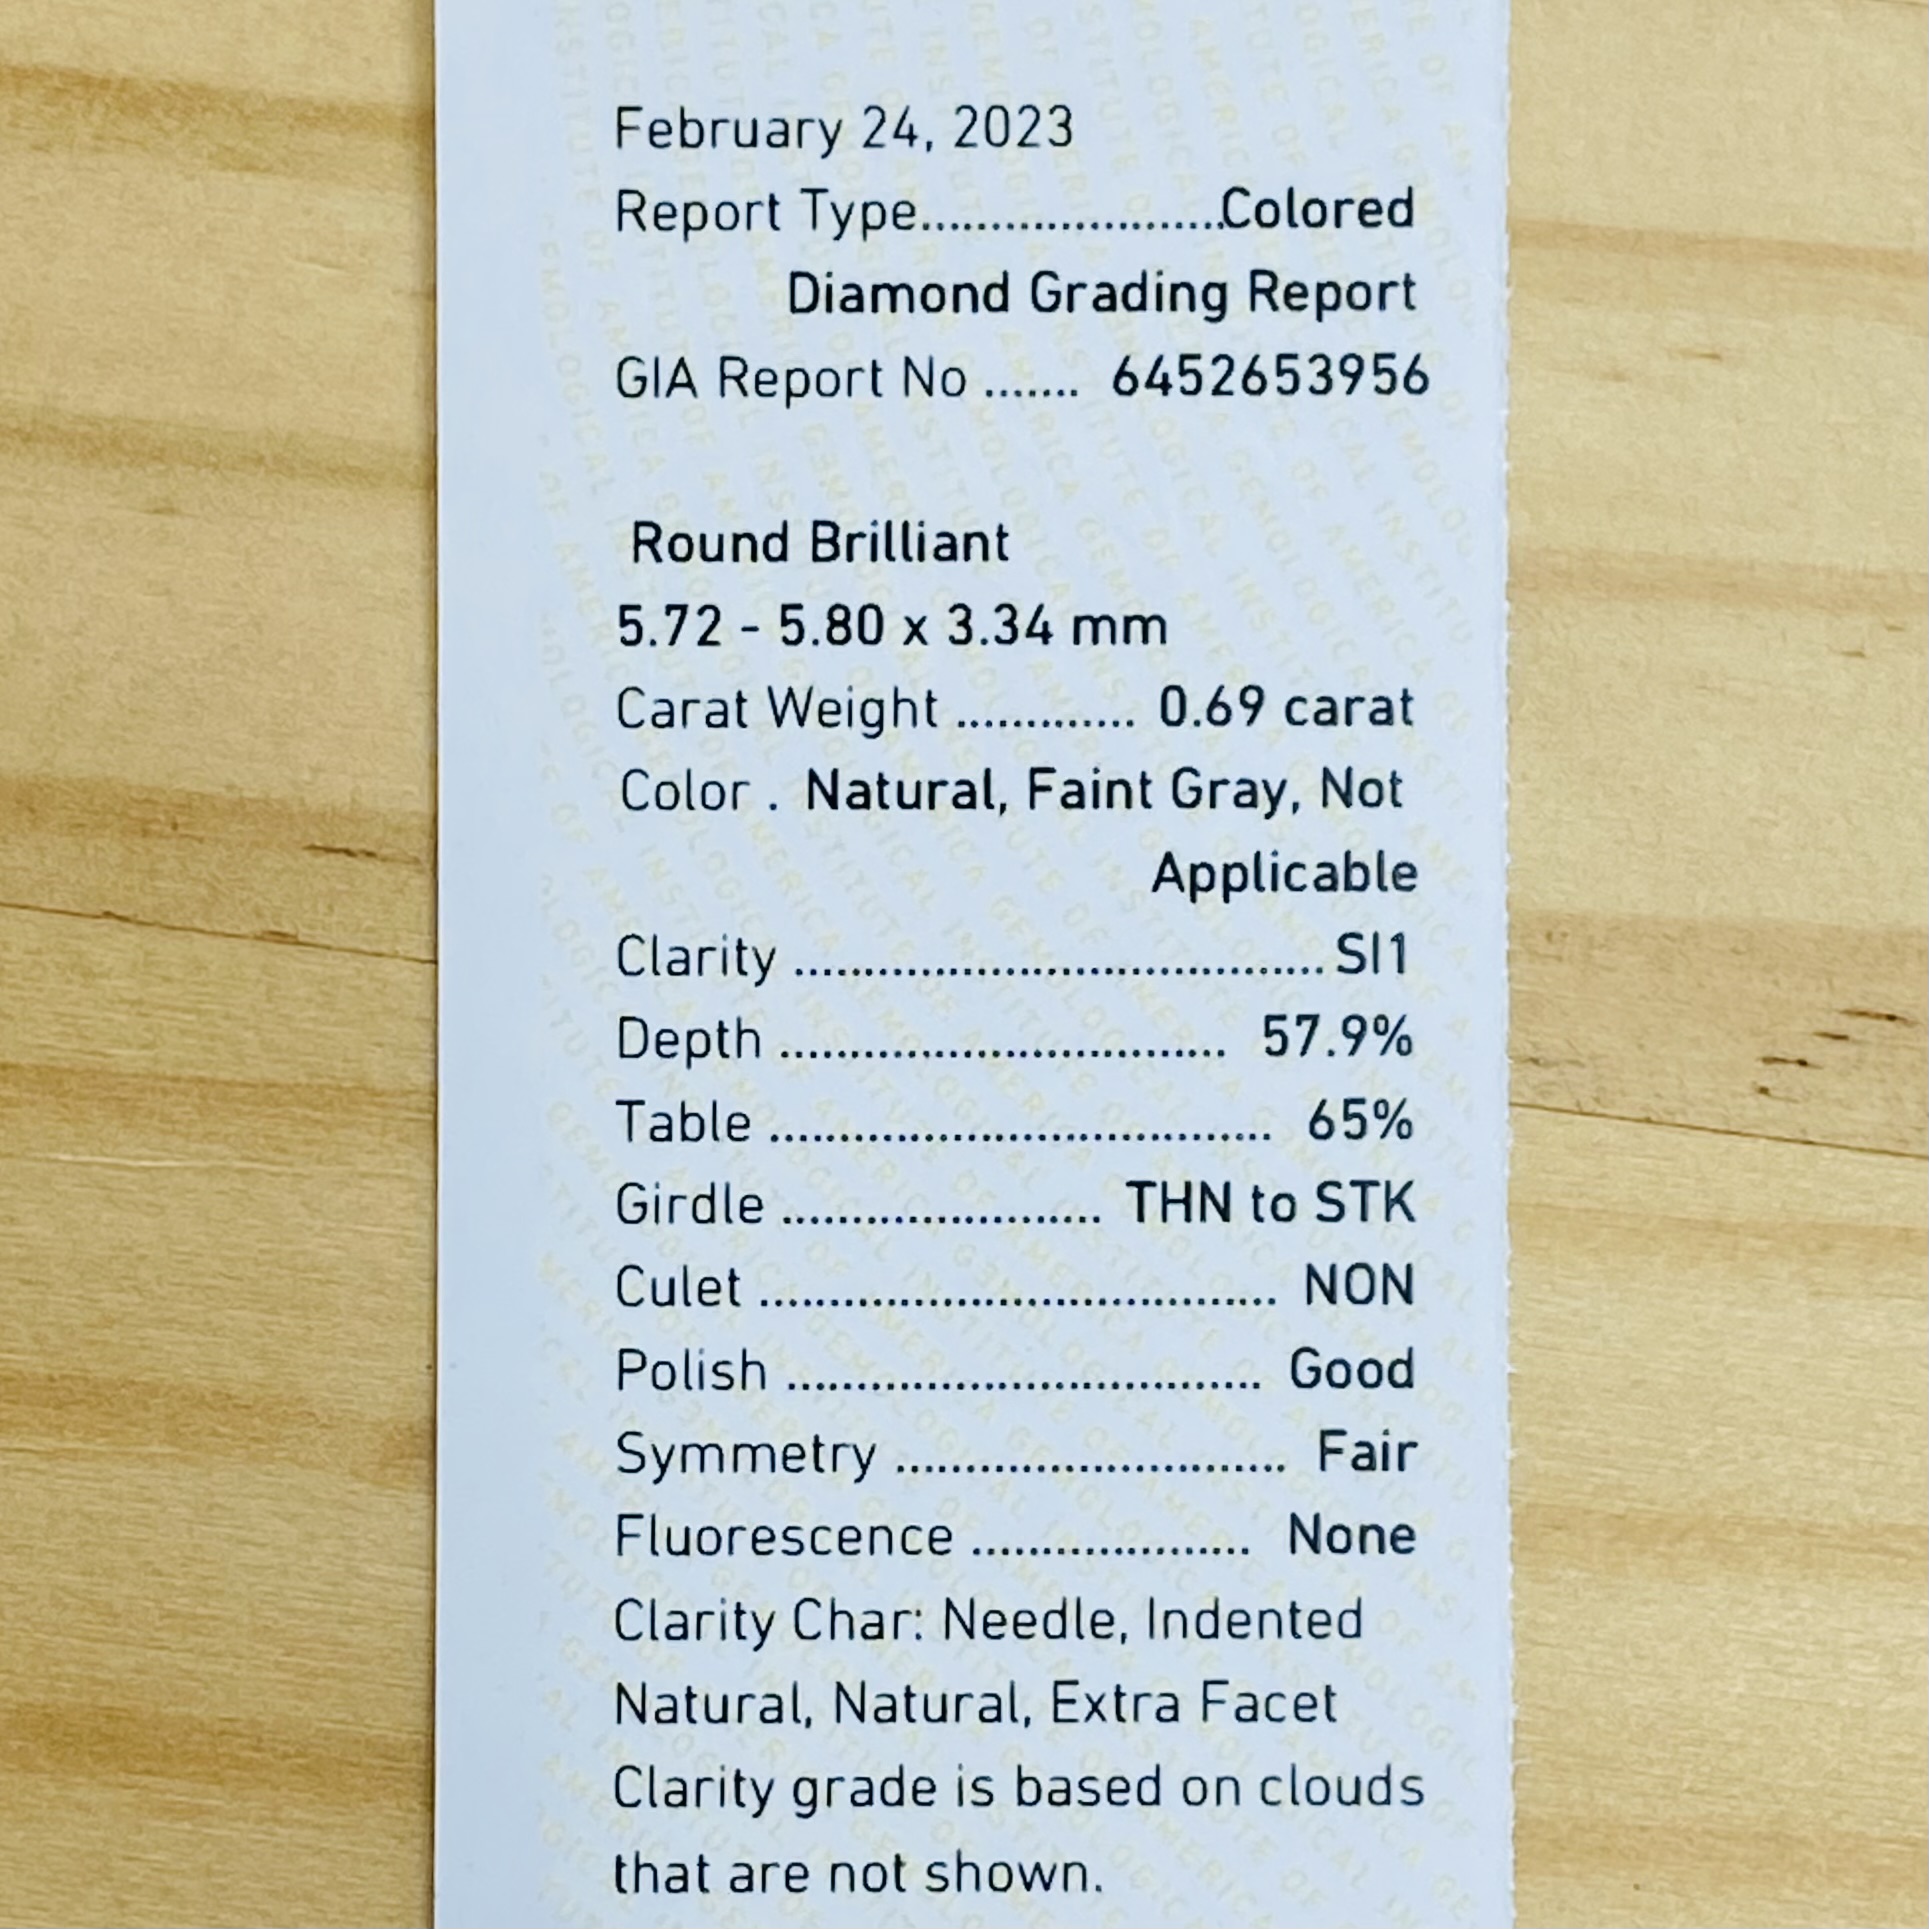 February 24, 2023
Report Type........................Colored
Diamond Grading Report
GIA Report No ....... 6452653956
Round Brilliant
5.72 - 5.80 x 3.34 mm
Carat Weight ............. 0.69 carat
Color . Natural, Faint Gray, Not
Applicable
Clarity ....................................... SI1
Depth ................................. 57.9%
Table ..................................... 65%
Girdle ....................... THN to STK
Culet ...................................... NON
Polish ................................... Good
Symmetry ............................. Fair
Fluorescence .................... None
Clarity Char: Needle, Indented
Natural, Natural, Extra Facet
Clarity grade is based on clouds
that are not shown.